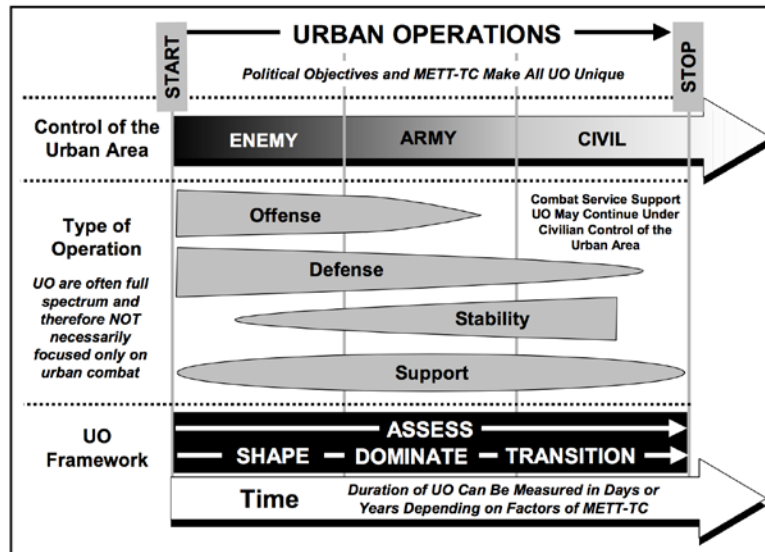 START
URBAN OPERATIONS
STOP
Political Objectives and METT-TC Make All UO Unique
Control of the
Urban Area
ENEMY
ARMY
CIVIL
Type of
Operation
UO are often full
spectrum and
therefore NOT
necessarily
focused only on
urban combat
Offense
Combat Service Support
UO May Continue Under
Civilian Control of the
Urban Area
Defense
Stability
Support
UO
Framework
ASSESS
SHAPE
DOMINATE
TRANSITION
Time
Duration of UO Can Be Measured in Days or
Years Depending on Factors of METT-TC